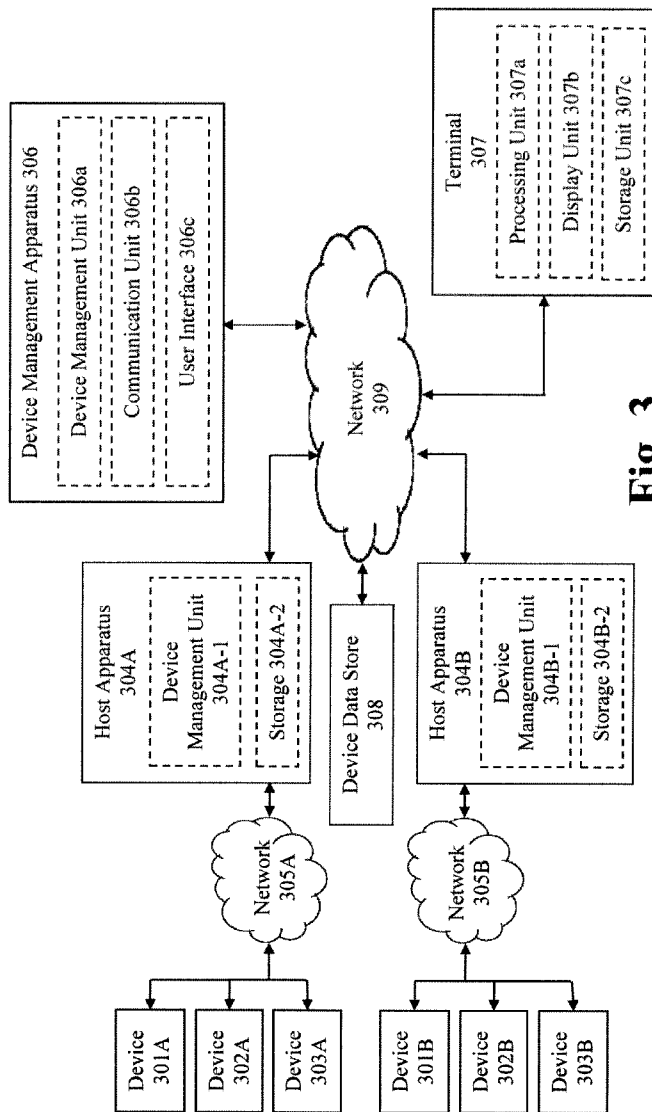 Device
301A
Device
302A
Device
303A
Device
301B
Device
302B
Device
303B
Network
305A
Network
305B
Host Apparatus
304A
Device
Management Unit
304A-1
Storage 304A-2
Device Data Store
308
Host Apparatus
304B
Device
Management Unit
304B-1
Storage 304B-2
Network
309
Device Management Apparatus 306
Device Management Unit 306a
Communication Unit 306b
User Interface 306c
Terminal
307
Processing Unit 307a
Display Unit 307b
Storage Unit 307c
Fig. 3